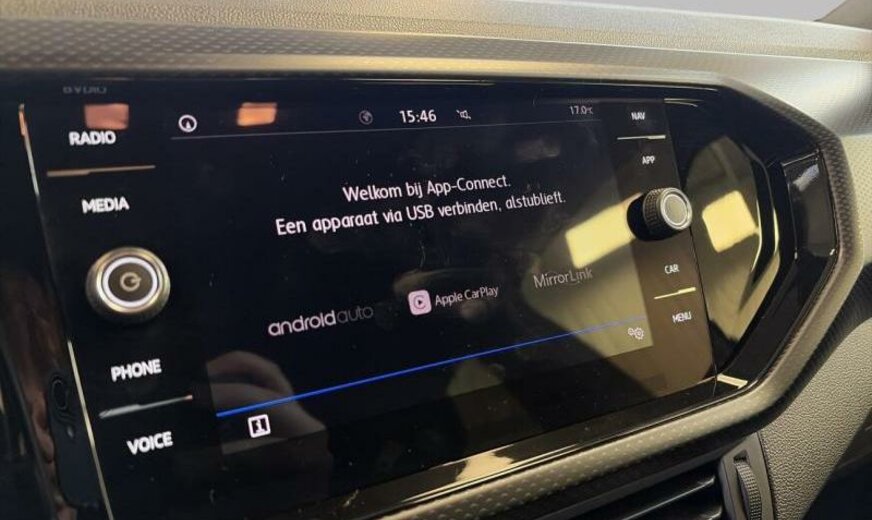 15:46
17.0°C
NAV
RADIO
APP
Welkom bij App-Connect.
MEDIA
Een apparaat via USB verbinden, alstublieft.
CAR
MirrorLink
Apple CarPlay
androidauto
MENU
PHONE
VOICE